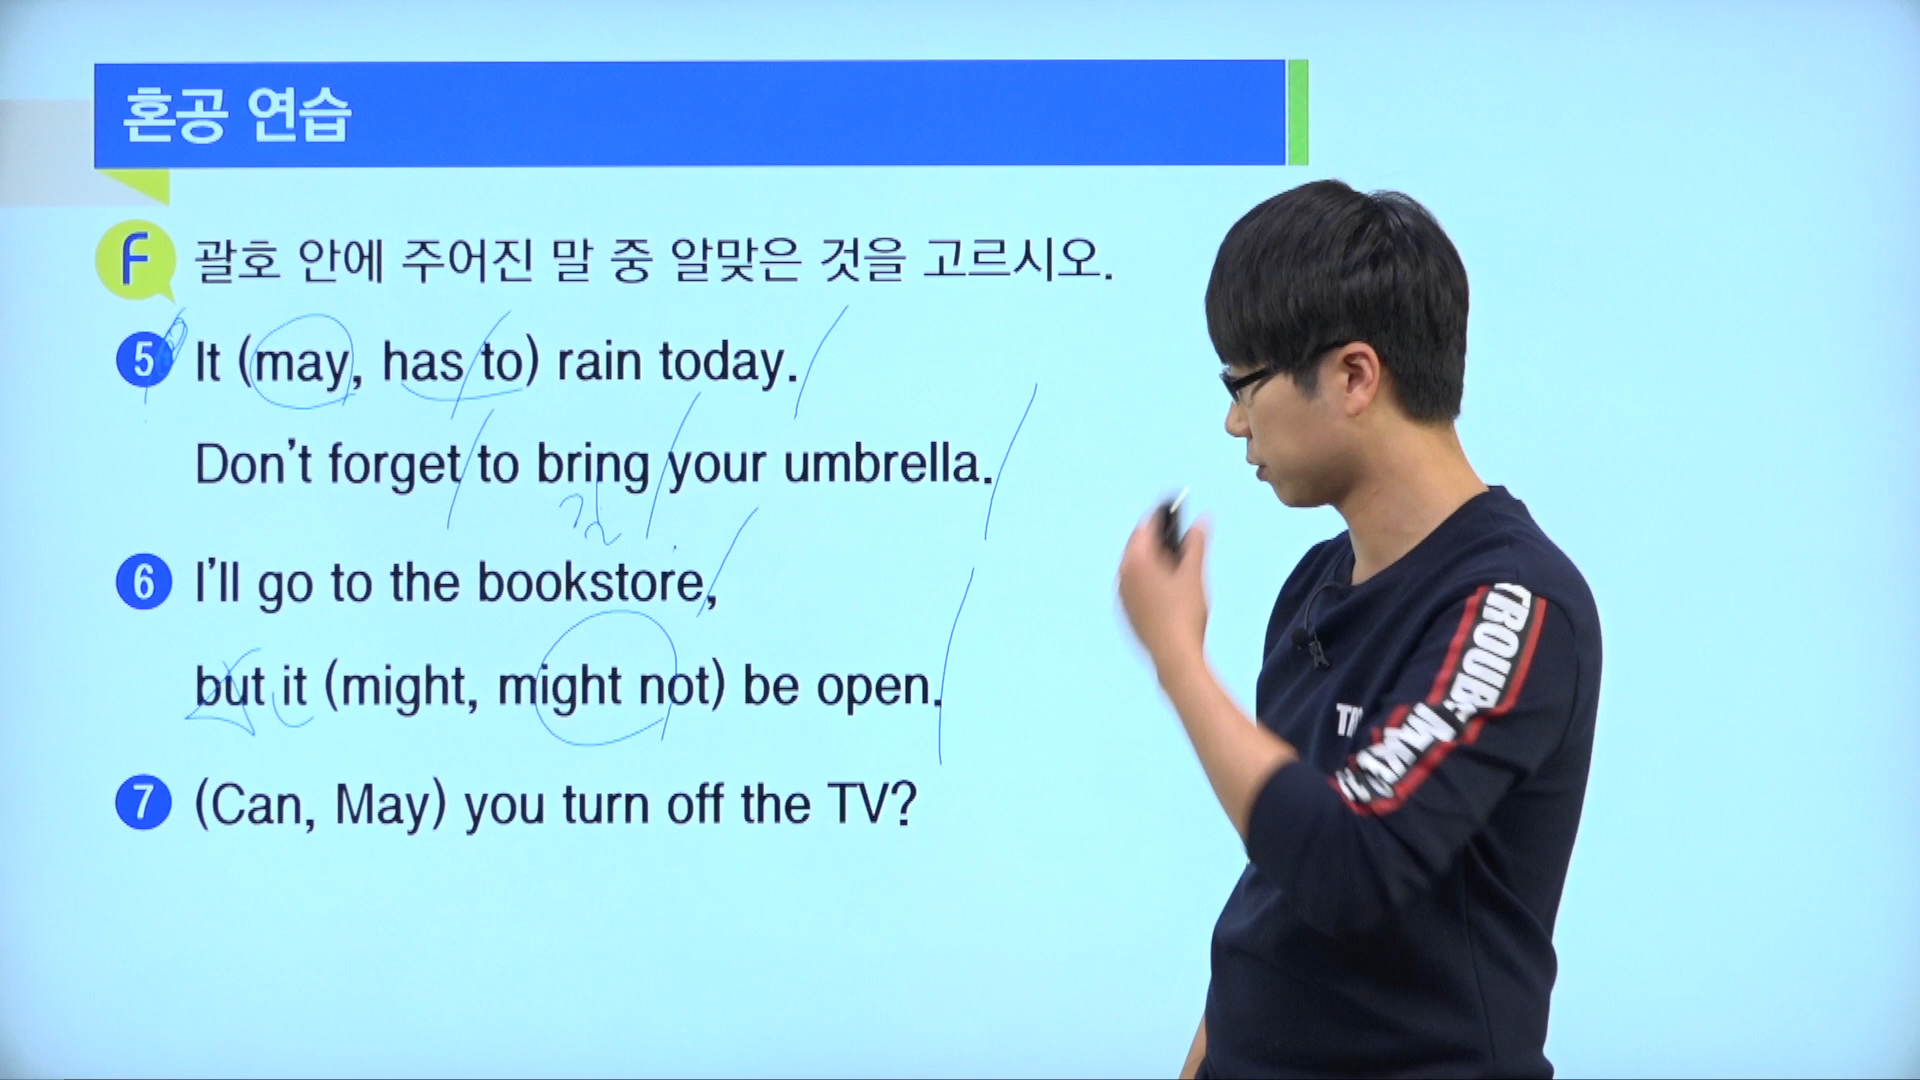 혼공 연습
F 괄호 안에 주어진 말 중 알맞은 것을 고르시오.
5 It (may, has to) rain today.
Don't forget to bring your umbrella.
6 I'll go to the bookstore,
but it (might, might not) be open.
7 (Can, May) you turn off the TV?
TROUB